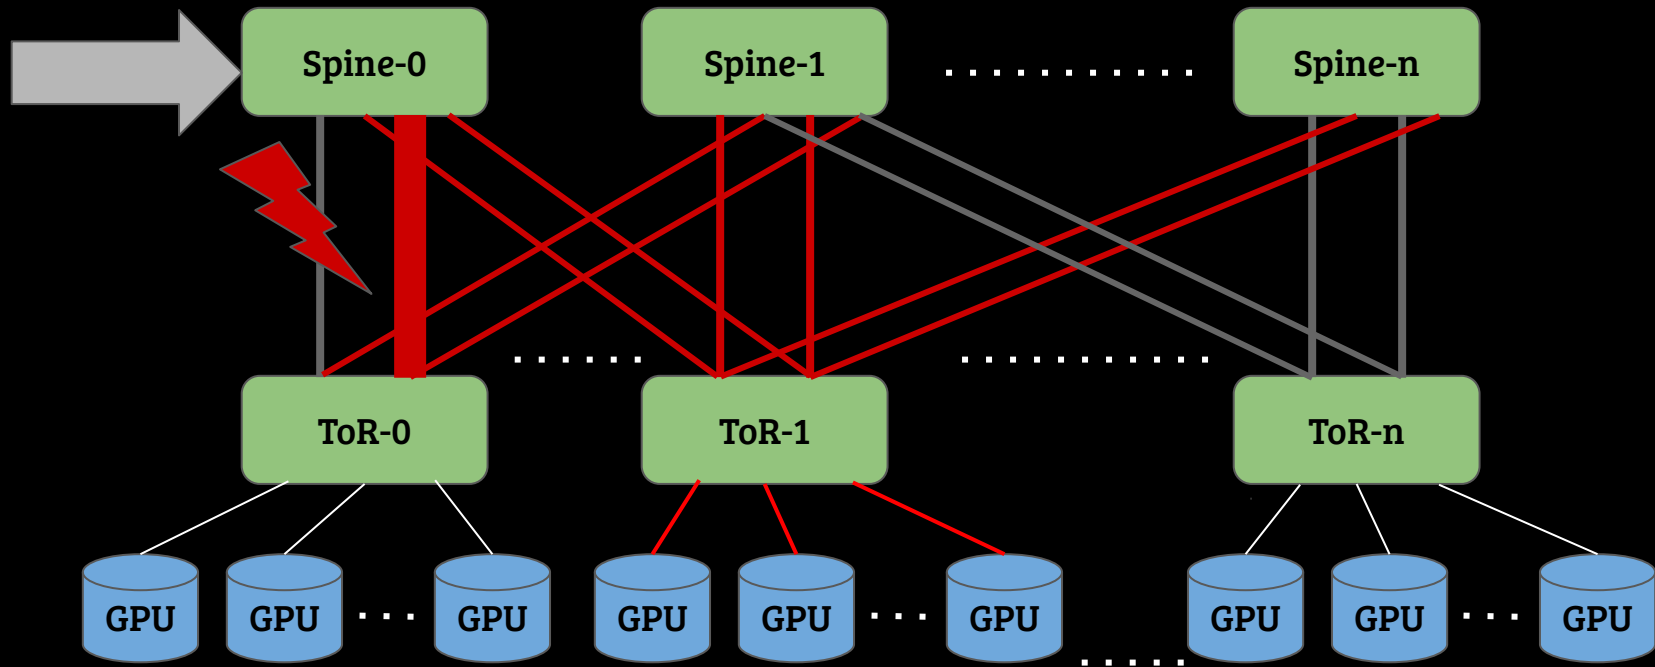 Spine-0
Spine-1
Spine-n
ToR-0
ToR-1
ToR-n
GPU
GPU
GPU
GPU
GPU
GPU
GPU
GPU
GPU